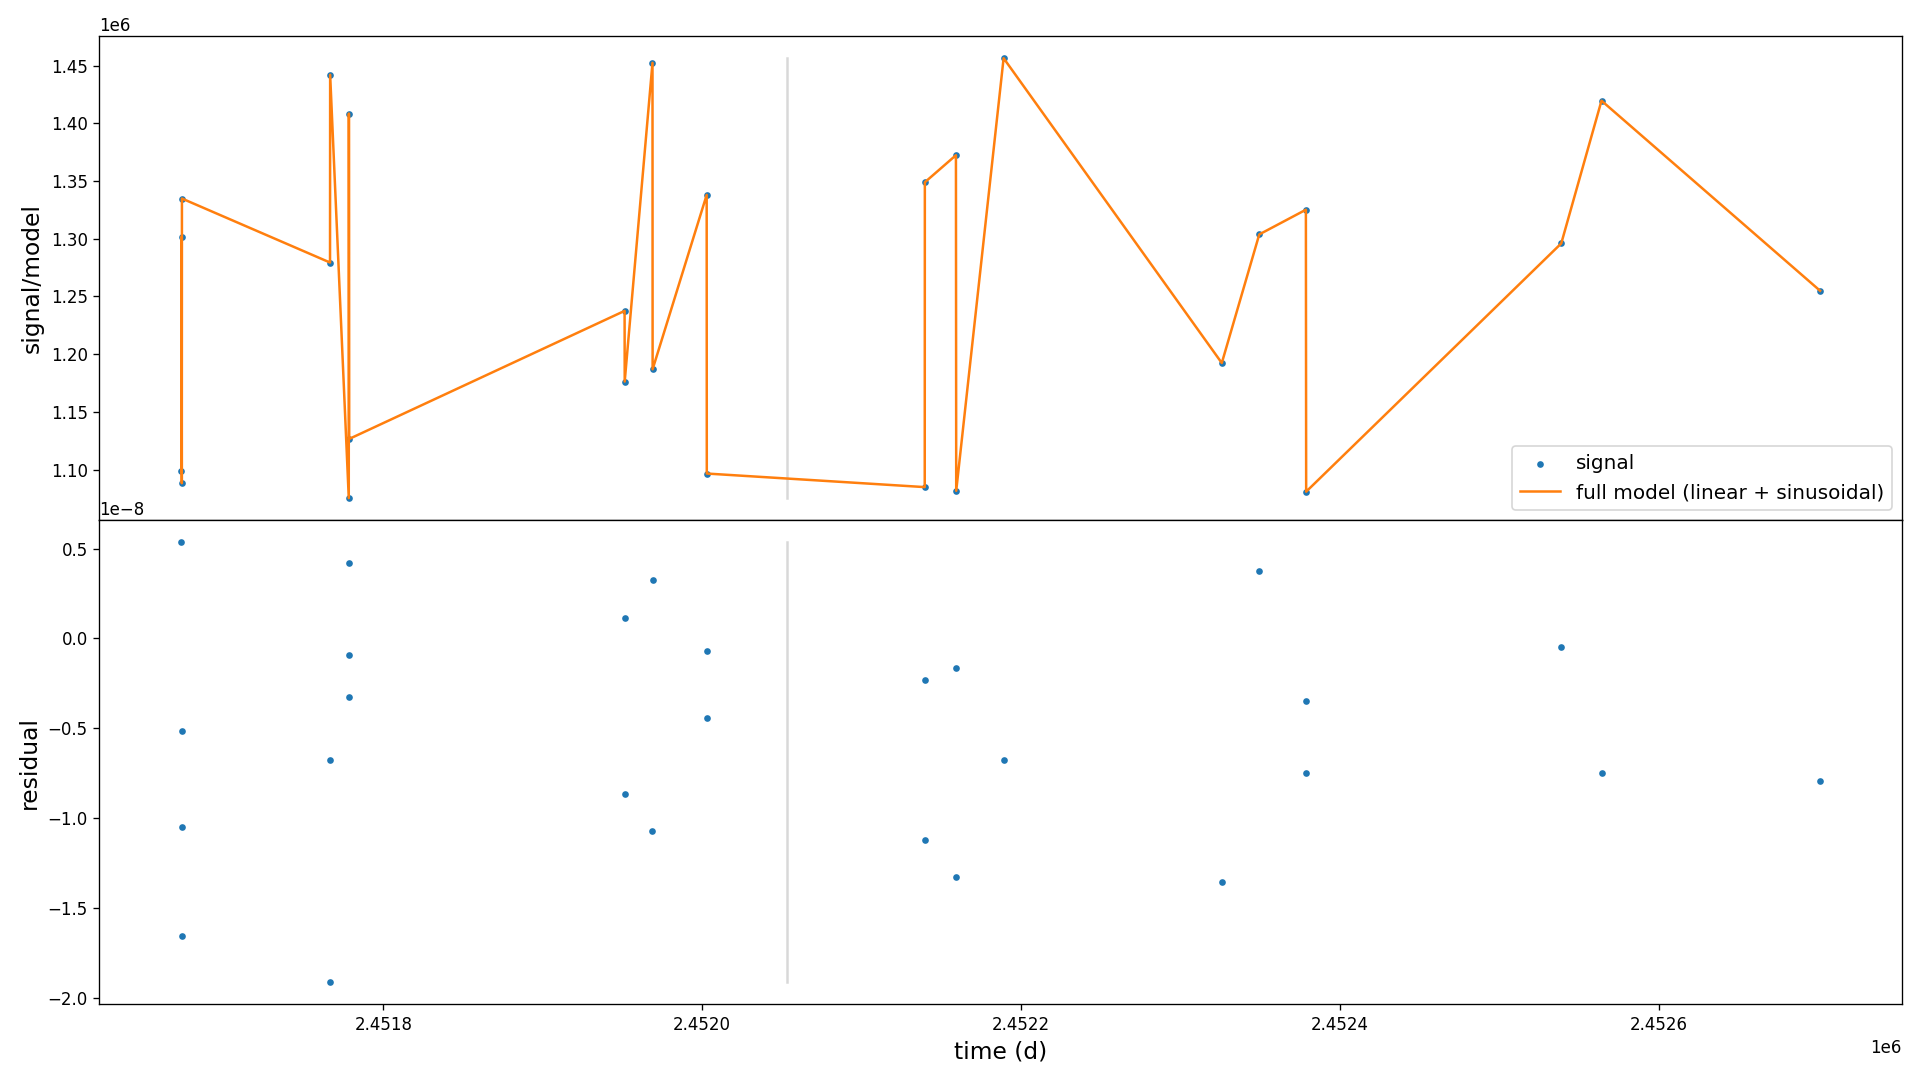 1e6
1.45
1.40
1.35
1.30
1.25
1.20
1.15
1.10
signal/model
signal
full model (linear + sinusoidal)
1e−8
0.5
0.0
−0.5
−1.0
−1.5
−2.0
residual
2.4518 2.4520 2.4522 2.4524 2.4526
time (d)
1e6